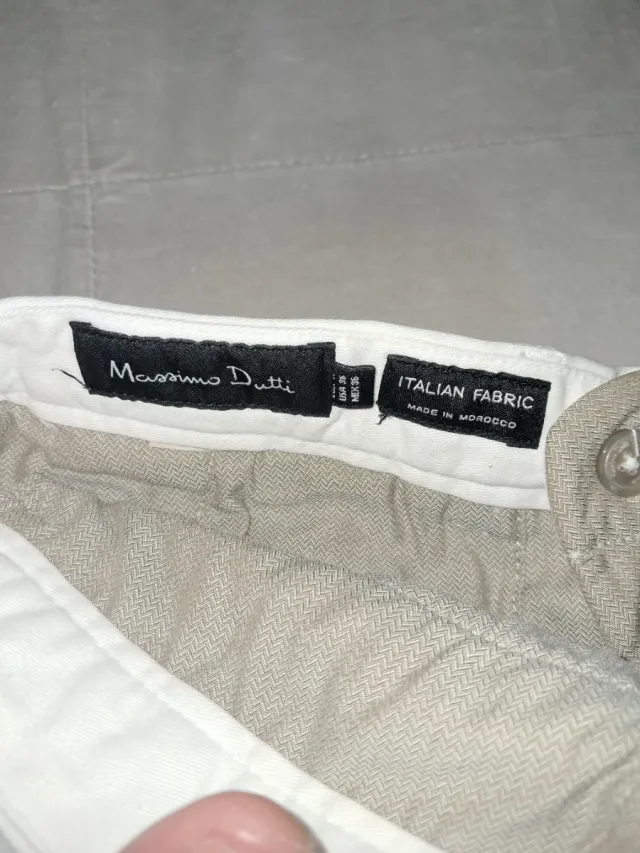 Massimo Dutti
USA 36
MEX 36
ITALIAN FABRIC
MADE IN MOROCCO